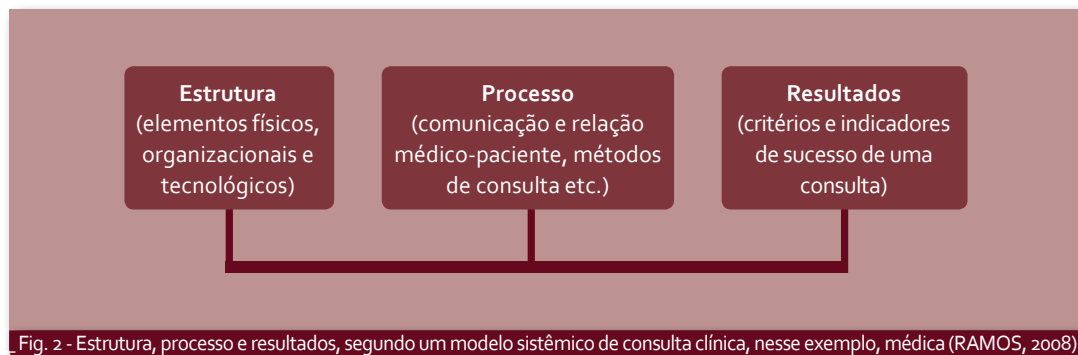 Estrutura
(elementos físicos,
organizacionais e
tecnológicos)
Processo
(comunicação e relação
médico-paciente, métodos
de consulta etc.)
Resultados
(critérios e indicadores
de sucesso de uma
consulta)
_Fig. 2 - Estrutura, processo e resultados, segundo um modelo sistêmico de consulta clínica, nesse exemplo, médica (RAMOS, 2008)